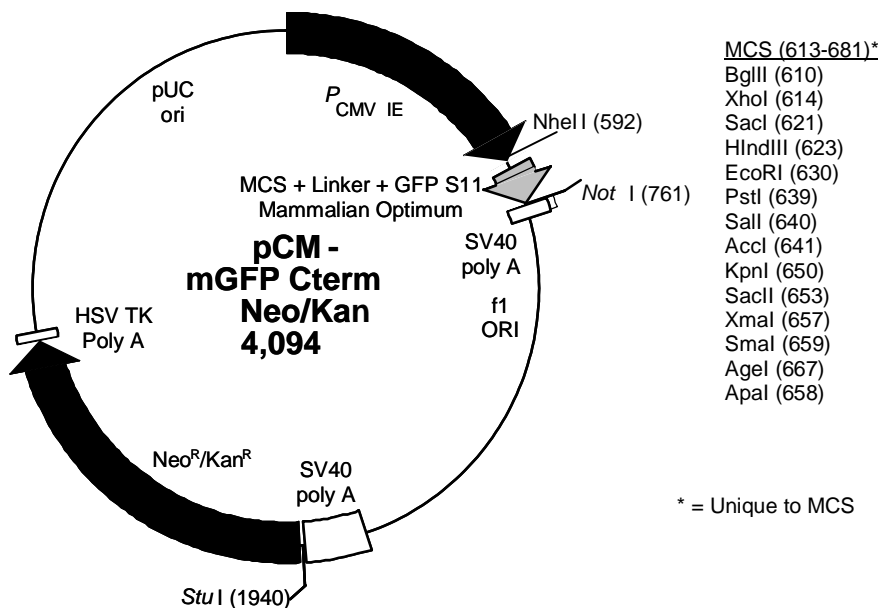 pUC
ori
PCMV IE
NheI I (592)
MCS + Linker + GFP S11
Mammalian Optimum
Not I (761)
pCM -
mGFP Cterm
Neo/Kan
4,094
SV40
poly A
f1
ORI
HSV TK
Poly A
NeoR/KanR
SV40
poly A
Stu I (1940)
MCS (613-681)*
BglII (610)
XhoI (614)
SacI (621)
HIndIII (623)
EcoRI (630)
PstI (639)
SalI (640)
AccI (641)
KpnI (650)
SacII (653)
XmaI (657)
SmaI (659)
AgeI (667)
ApaI (658)
* = Unique to MCS